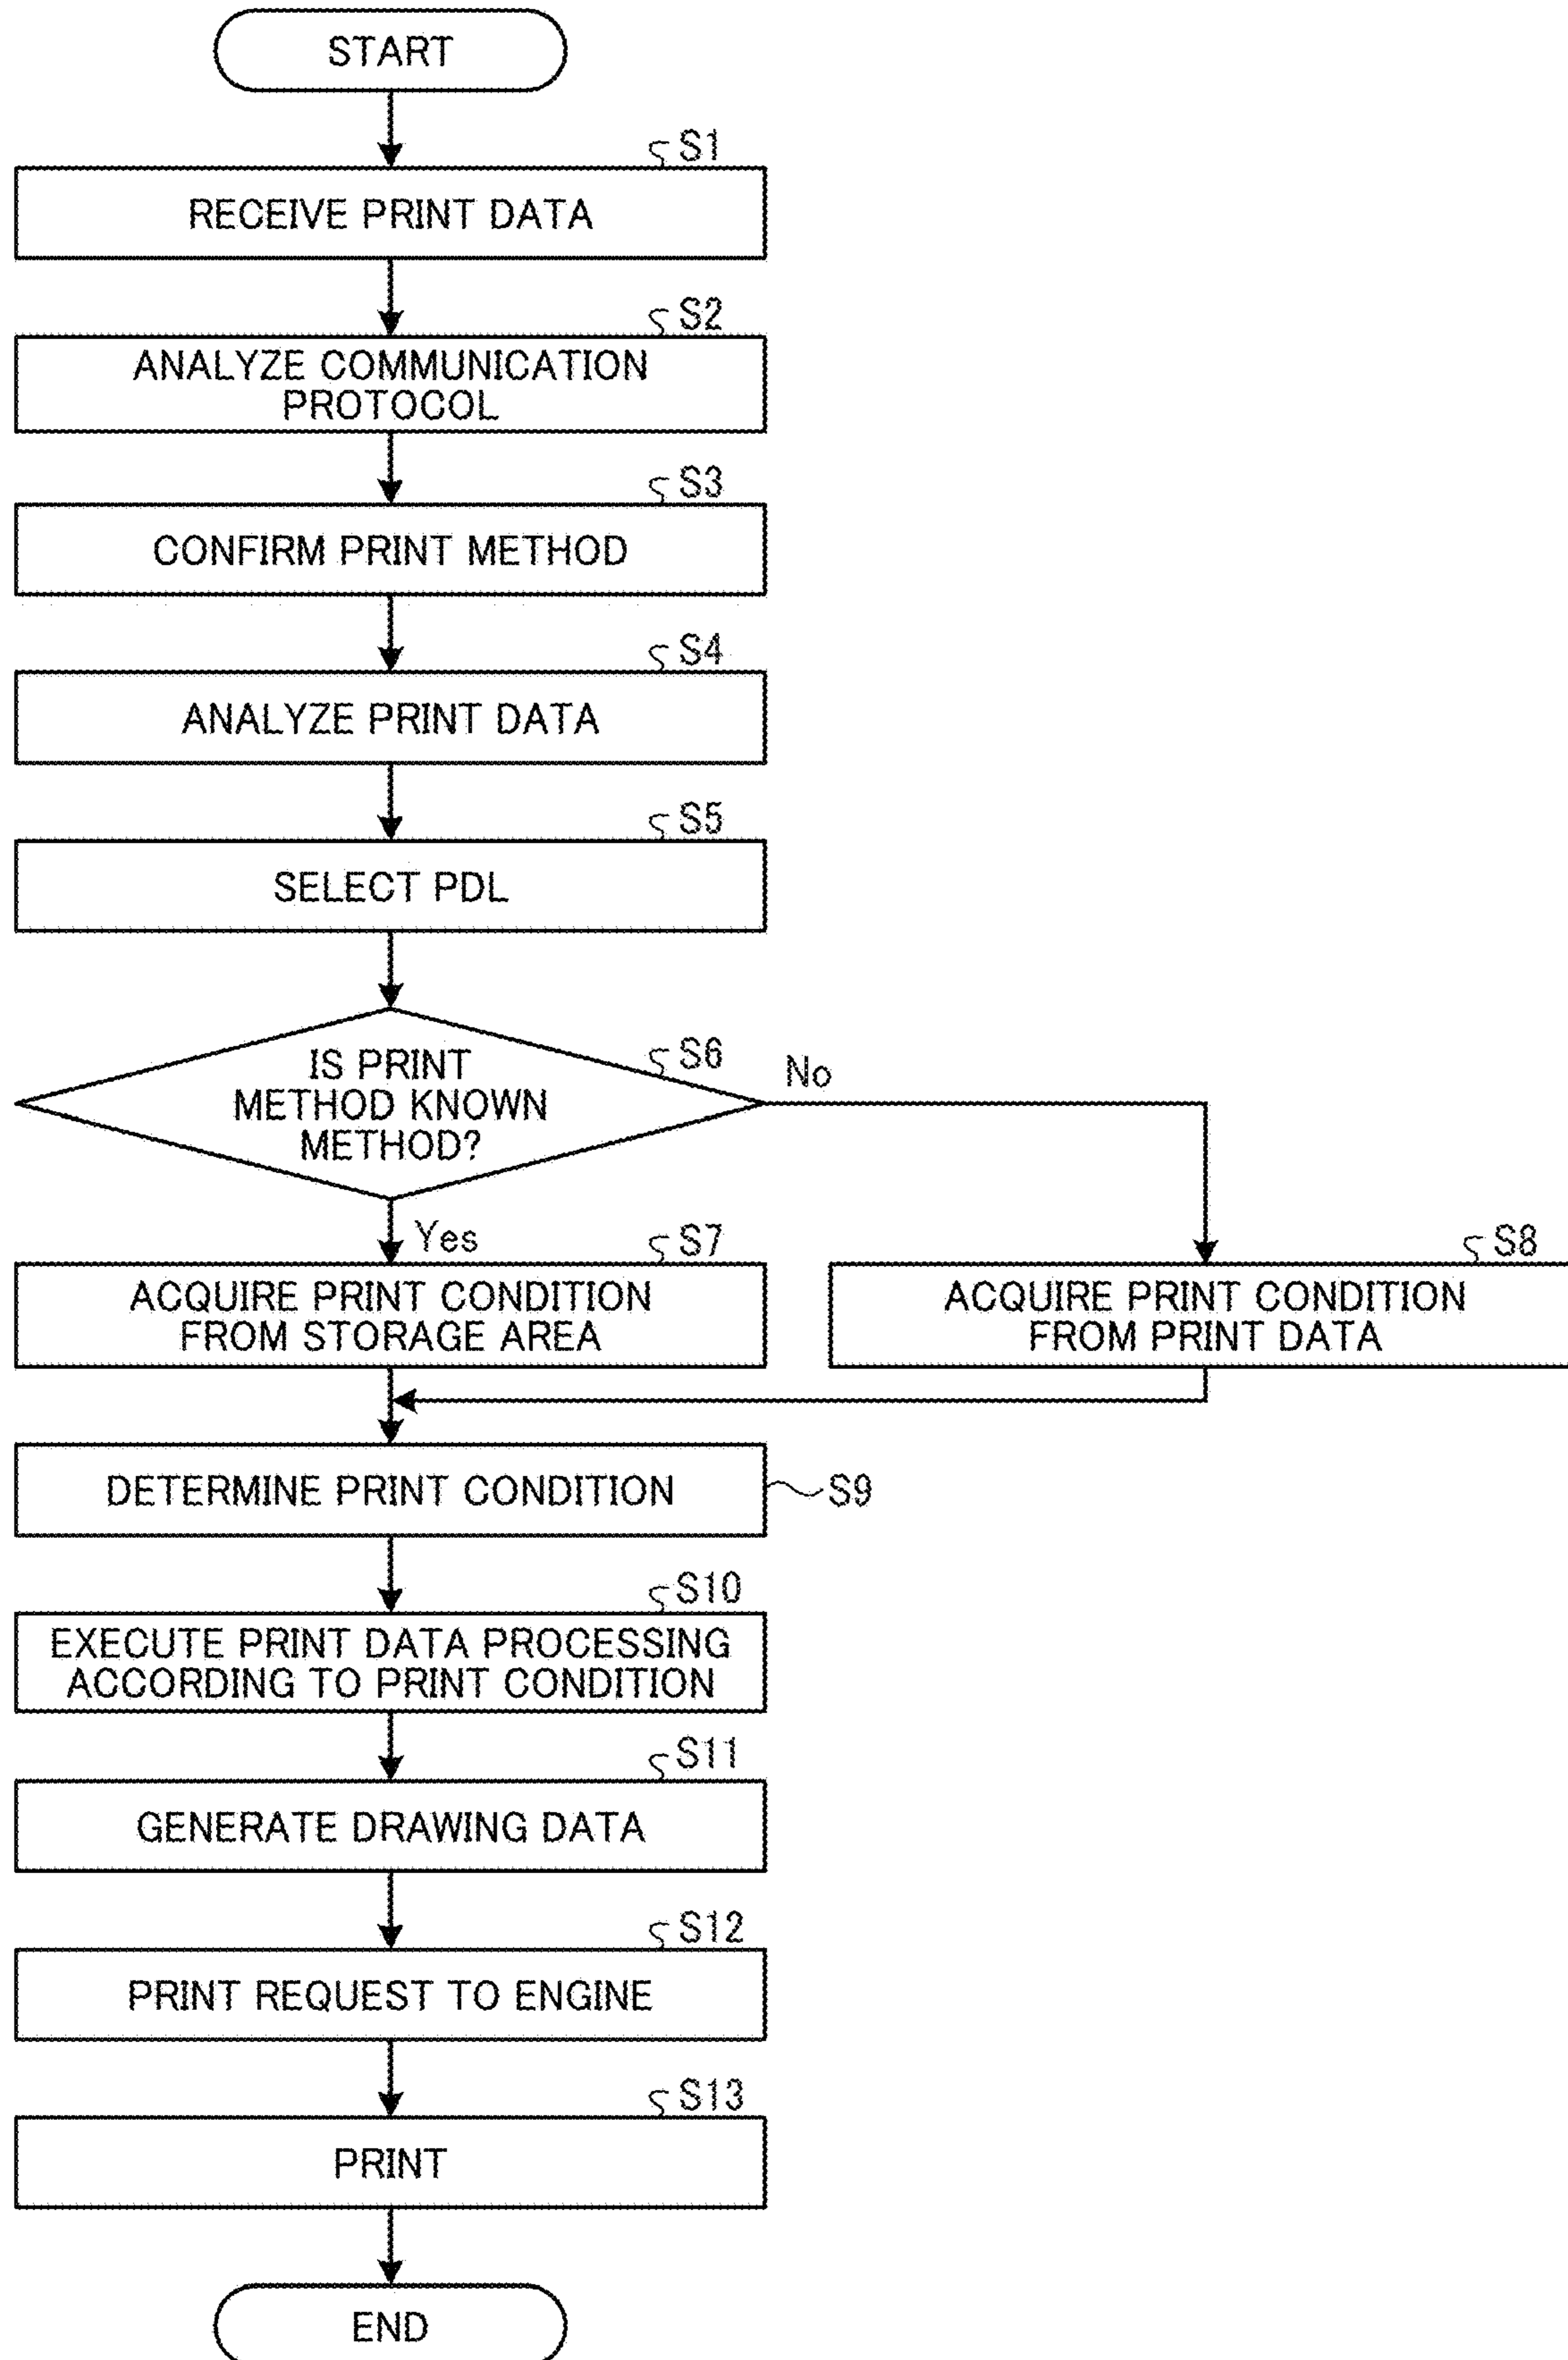 START
S1
RECEIVE PRINT DATA
S2
ANALYZE COMMUNICATION
PROTOCOL
S3
CONFIRM PRINT METHOD
S4
ANALYZE PRINT DATA
S5
SELECT PDL
S6
IS PRINT
METHOD KNOWN
METHOD?
No
Yes
S7
ACQUIRE PRINT CONDITION
FROM STORAGE AREA
S8
ACQUIRE PRINT CONDITION
FROM PRINT DATA
DETERMINE PRINT CONDITION
S9
S10
EXECUTE PRINT DATA PROCESSING
ACCORDING TO PRINT CONDITION
S11
GENERATE DRAWING DATA
S12
PRINT REQUEST TO ENGINE
S13
PRINT
END